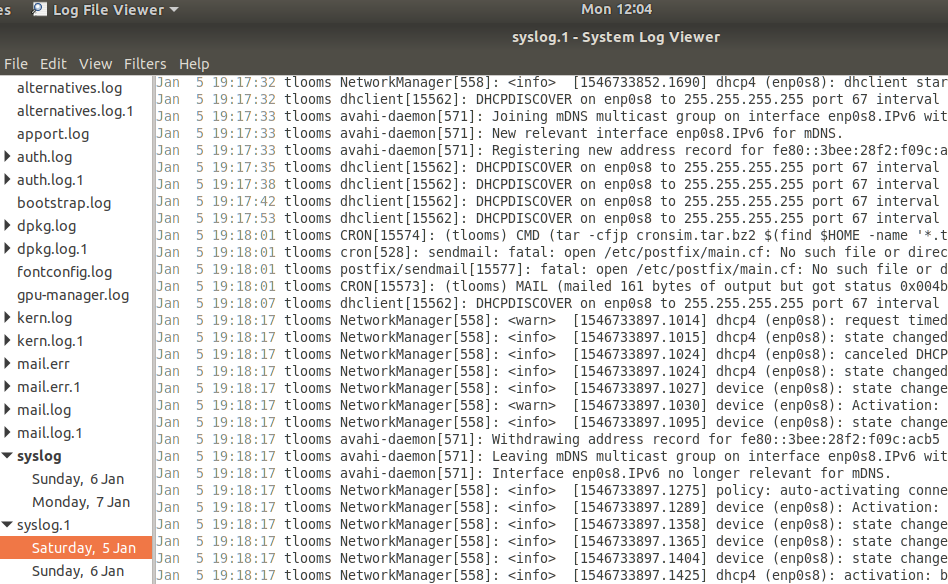 es Log File Viewer Mon 12:04
syslog.1 - System Log Viewer
File Edit View Filters Help
alternatives.log
alternatives.log.1
apport.log
auth.log
auth.log.1
bootstrap.log
dpkg.log
dpkg.log.1
fontconfig.log
gpu-manager.log
kern.log
kern.log.1
mail.err
mail.err.1
mail.log
mail.log.1
syslog
Sunday, 6 Jan
Monday, 7 Jan
syslog.1
Saturday, 5 Jan
Sunday, 6 Jan
Jan 5 19:17:32 tlooms NetworkManager[558]: <info> [1546733852.1690] dhcp4 (enp0s8): dhclient star
Jan 5 19:17:32 tlooms dhclient[15562]: DHCPDISCOVER on enp0s8 to 255.255.255.255 port 67 interval
Jan 5 19:17:33 tlooms avahi-daemon[571]: Joining mDNS multicast group on interface enp0s8.IPv6 wit
Jan 5 19:17:33 tlooms avahi-daemon[571]: New relevant interface enp0s8.IPv6 for mDNS.
Jan 5 19:17:33 tlooms avahi-daemon[571]: Registering new address record for fe80::3bee:28f2:f09c:a
Jan 5 19:17:35 tlooms dhclient[15562]: DHCPDISCOVER on enp0s8 to 255.255.255.255 port 67 interval
Jan 5 19:17:38 tlooms dhclient[15562]: DHCPDISCOVER on enp0s8 to 255.255.255.255 port 67 interval
Jan 5 19:17:42 tlooms dhclient[15562]: DHCPDISCOVER on enp0s8 to 255.255.255.255 port 67 interval
Jan 5 19:17:53 tlooms dhclient[15562]: DHCPDISCOVER on enp0s8 to 255.255.255.255 port 67 interval
Jan 5 19:18:01 tlooms CRON[15574]: (tlooms) CMD (tar -cfjp cronsim.tar.bz2 $(find $HOME -name '*.t
Jan 5 19:18:01 tlooms cron[528]: sendmail: fatal: open /etc/postfix/main.cf: No such file or direc
Jan 5 19:18:01 tlooms postfix/sendmail[15577]: fatal: open /etc/postfix/main.cf: No such file or d
Jan 5 19:18:01 tlooms CRON[15573]: (tlooms) MAIL (mailed 161 bytes of output but got status 0x004b
Jan 5 19:18:07 tlooms dhclient[15562]: DHCPDISCOVER on enp0s8 to 255.255.255.255 port 67 interval
Jan 5 19:18:17 tlooms NetworkManager[558]: <warn> [1546733897.1014] dhcp4 (enp0s8): request timed
Jan 5 19:18:17 tlooms NetworkManager[558]: <info> [1546733897.1015] dhcp4 (enp0s8): state changed
Jan 5 19:18:17 tlooms NetworkManager[558]: <info> [1546733897.1024] dhcp4 (enp0s8): canceled DHCP
Jan 5 19:18:17 tlooms NetworkManager[558]: <info> [1546733897.1024] dhcp4 (enp0s8): state changed
Jan 5 19:18:17 tlooms NetworkManager[558]: <info> [1546733897.1027] device (enp0s8): state change
Jan 5 19:18:17 tlooms NetworkManager[558]: <warn> [1546733897.1030] device (enp0s8): Activation:
Jan 5 19:18:17 tlooms NetworkManager[558]: <info> [1546733897.1095] device (enp0s8): state change
Jan 5 19:18:17 tlooms avahi-daemon[571]: Withdrawing address record for fe80::3bee:28f2:f09c:acb5
Jan 5 19:18:17 tlooms avahi-daemon[571]: Leaving mDNS multicast group on interface enp0s8.IPv6 wit
Jan 5 19:18:17 tlooms avahi-daemon[571]: Interface enp0s8.IPv6 no longer relevant for mDNS.
Jan 5 19:18:17 tlooms NetworkManager[558]: <info> [1546733897.1275] policy: auto-activating conne
Jan 5 19:18:17 tlooms NetworkManager[558]: <info> [1546733897.1289] device (enp0s8): Activation:
Jan 5 19:18:17 tlooms NetworkManager[558]: <info> [1546733897.1358] device (enp0s8): state change
Jan 5 19:18:17 tlooms NetworkManager[558]: <info> [1546733897.1365] device (enp0s8): state change
Jan 5 19:18:17 tlooms NetworkManager[558]: <info> [1546733897.1404] device (enp0s8): state change
Jan 5 19:18:17 tlooms NetworkManager[558]: <info> [1546733897.1425] dhcp4 (enp0s8): activation: b